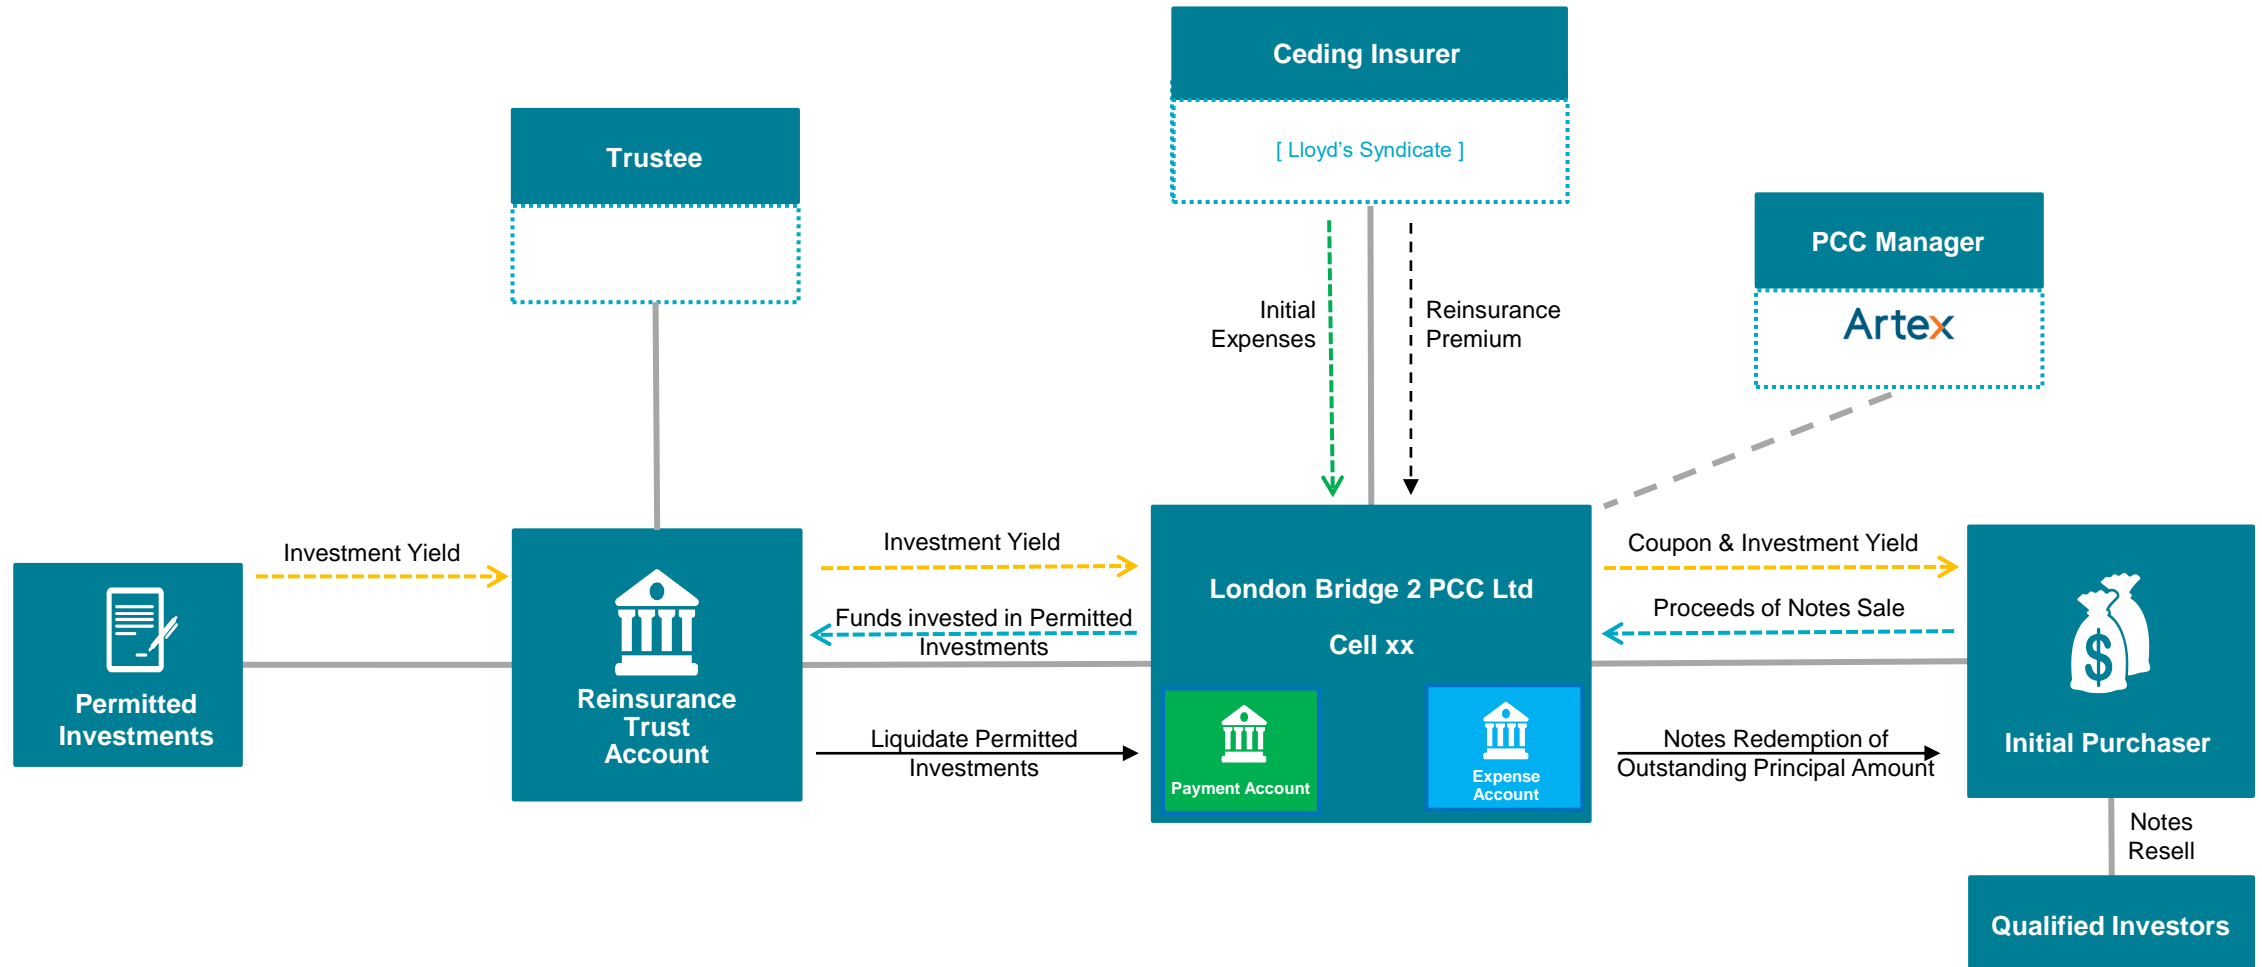 Ceding Insurer
[ Lloyd's Syndicate ]
Trustee
PCC Manager
Artex
Initial
Expenses
Reinsurance
Premium
Investment Yield
Investment Yield
Coupon & Investment Yield
Funds invested in Permitted
Investments
Proceeds of Notes Sale
London Bridge 2 PCC Ltd
Cell xx
Permitted
Investments
Reinsurance
Trust
Account
Liquidate Permitted
Investments
Payment Account
Expense
Account
Notes Redemption of
Outstanding Principal Amount
$
Initial Purchaser
Notes
Resell
Qualified Investors